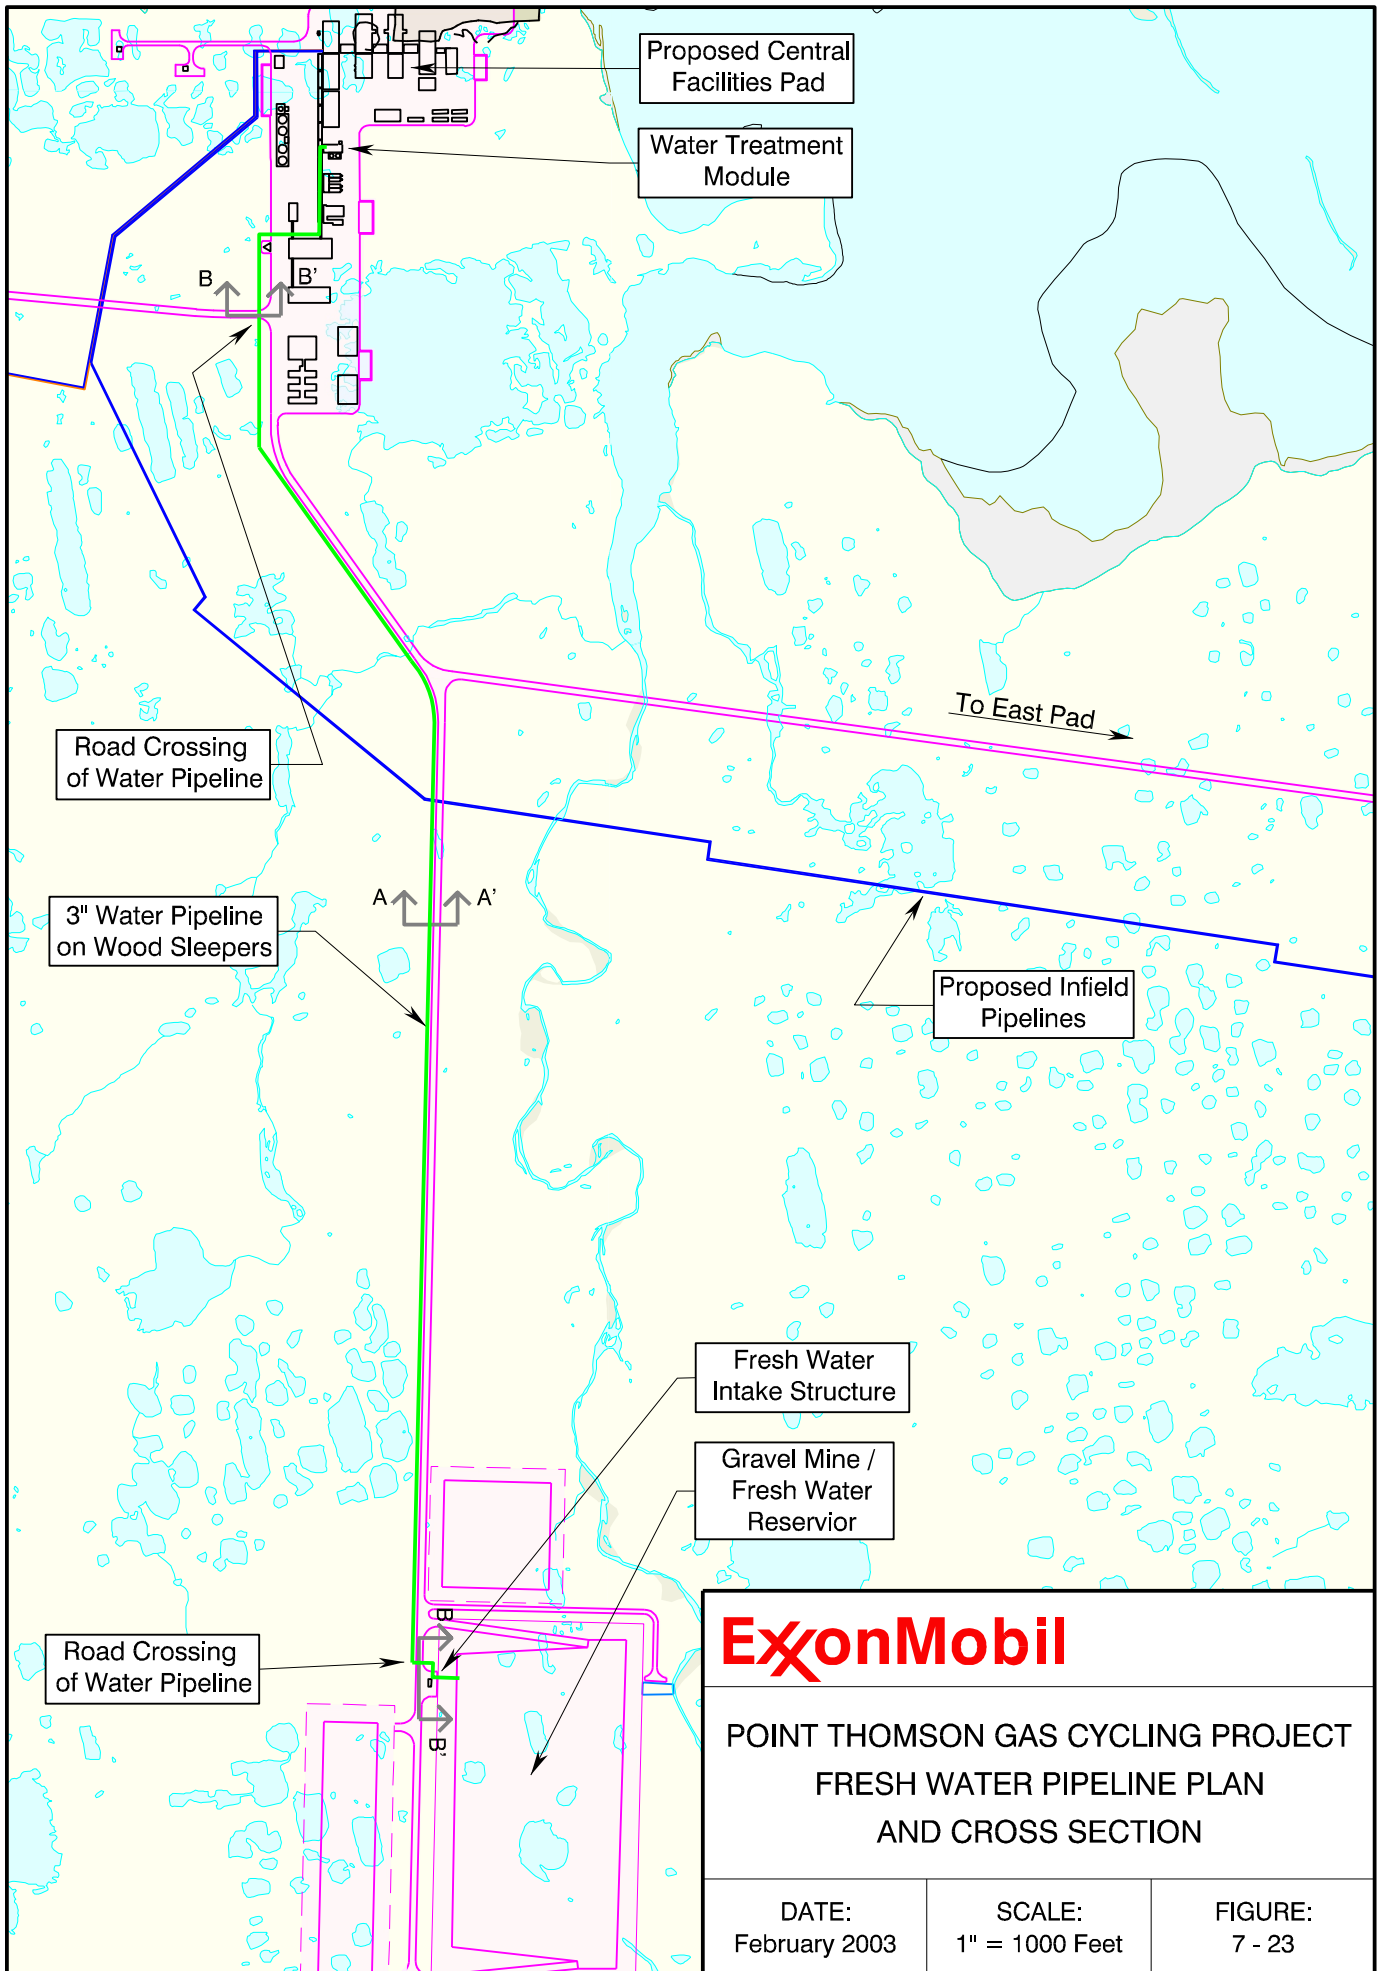 Proposed Central
Facilities Pad
Water Treatment
Module
B
B'
To East Pad
Road Crossing
of Water Pipeline
A
A'
3" Water Pipeline
on Wood Sleepers
Proposed Infield
Pipelines
Fresh Water
Intake Structure
Gravel Mine /
Fresh Water
Reservior
B
Road Crossing
of Water Pipeline
B'
ExxonMobil
POINT THOMSON GAS CYCLING PROJECT
FRESH WATER PIPELINE PLAN
AND CROSS SECTION
DATE:
February 2003
SCALE:
1" = 1000 Feet
FIGURE:
7 - 23